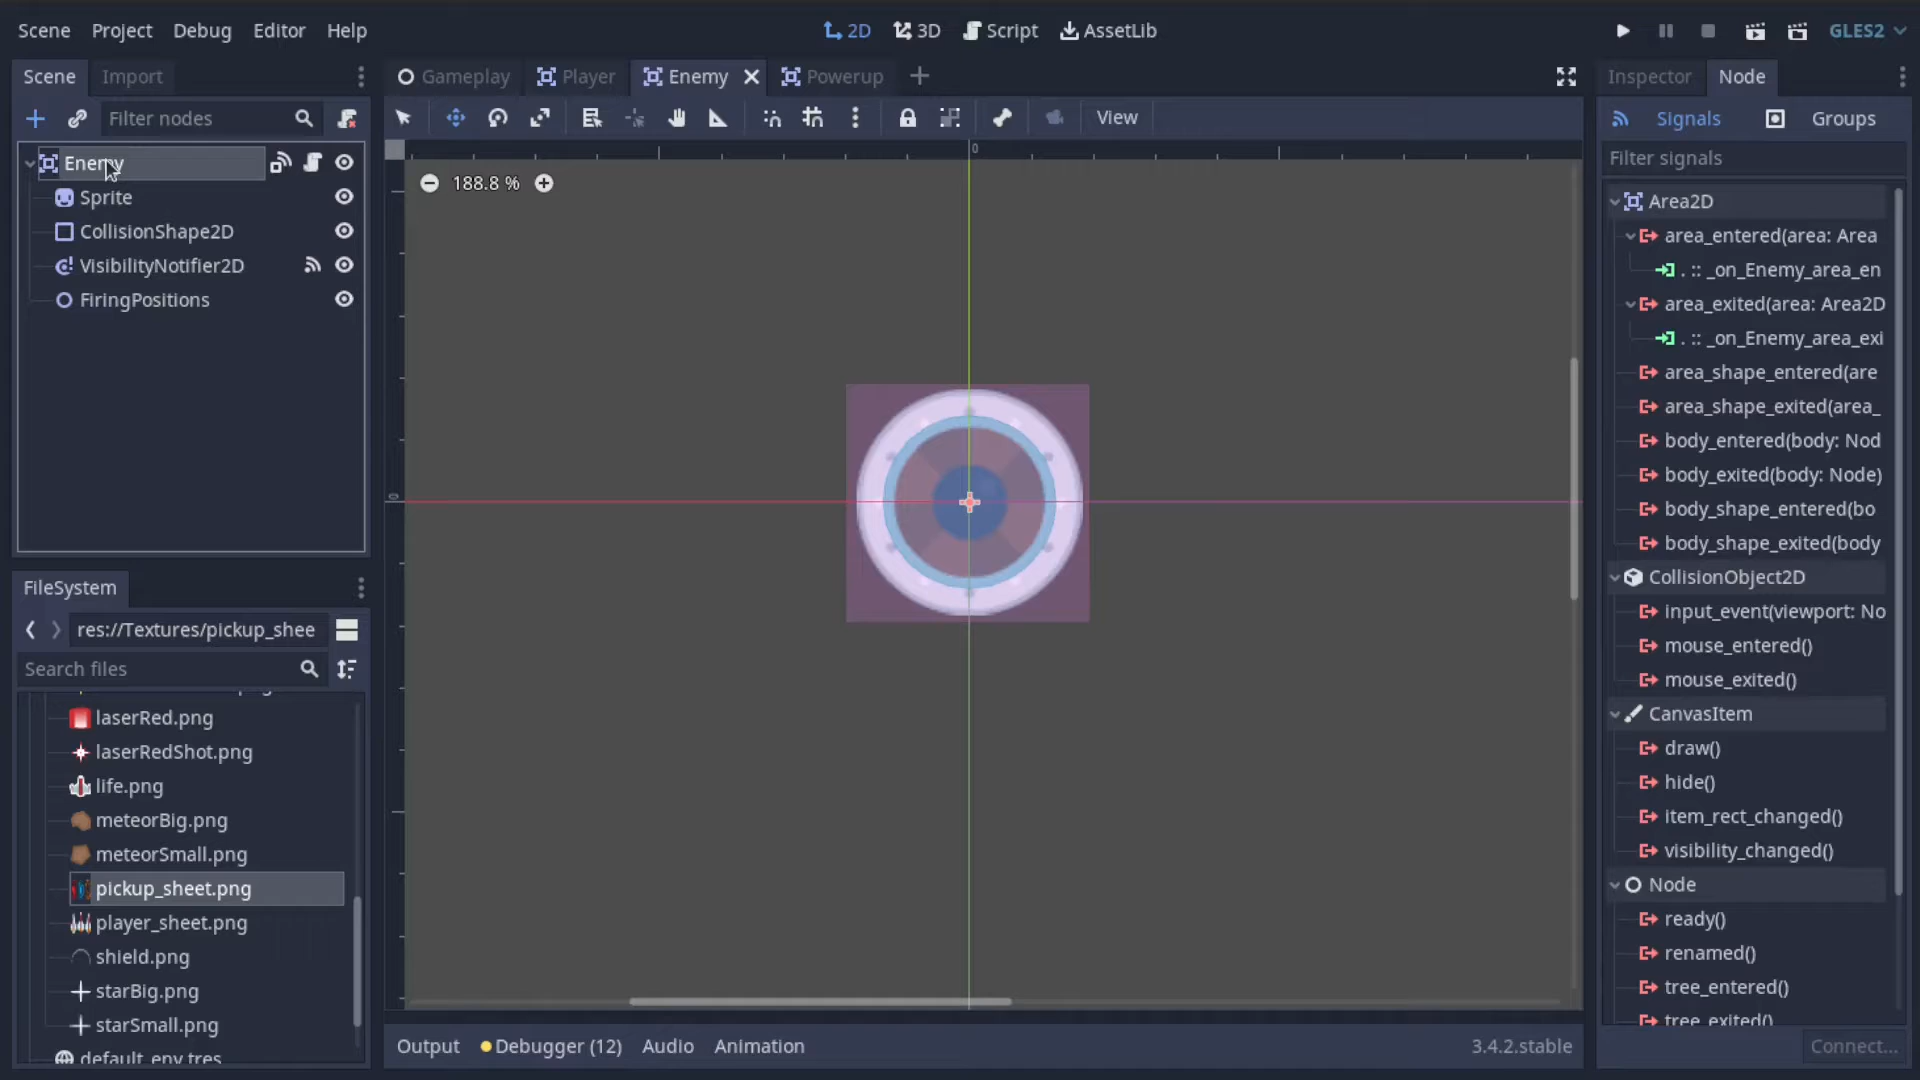 Scene Project Debug Editor Help
2D 3D Script AssetLib
GLES2
Scene Import
Gameplay Player Enemy Powerup
Inspector Node
Filter nodes
View
Signals Groups
Filter signals
Enemy
Sprite
CollisionShape2D
VisibilityNotifier2D
FiringPositions
188.8 %
0
0
Area2D
area_entered(area: Area
. :: _on_Enemy_area_en
area_exited(area: Area2D
. :: _on_Enemy_area_exi
area_shape_entered(are
area_shape_exited(area_
body_entered(body: Nod
body_exited(body: Node)
body_shape_entered(bo
body_shape_exited(body
CollisionObject2D
input_event(viewport: No
mouse_entered()
mouse_exited()
CanvasItem
draw()
hide()
item_rect_changed()
visibility_changed()
Node
ready()
renamed()
tree_entered()
tree_exited()
Connect...
FileSystem
res://Textures/pickup_shee
Search files
laserRed.png
laserRedShot.png
life.png
meteorBig.png
meteorSmall.png
pickup_sheet.png
player_sheet.png
shield.png
starBig.png
starSmall.png
default_env.tres
Output Debugger (12) Audio Animation
3.4.2.stable